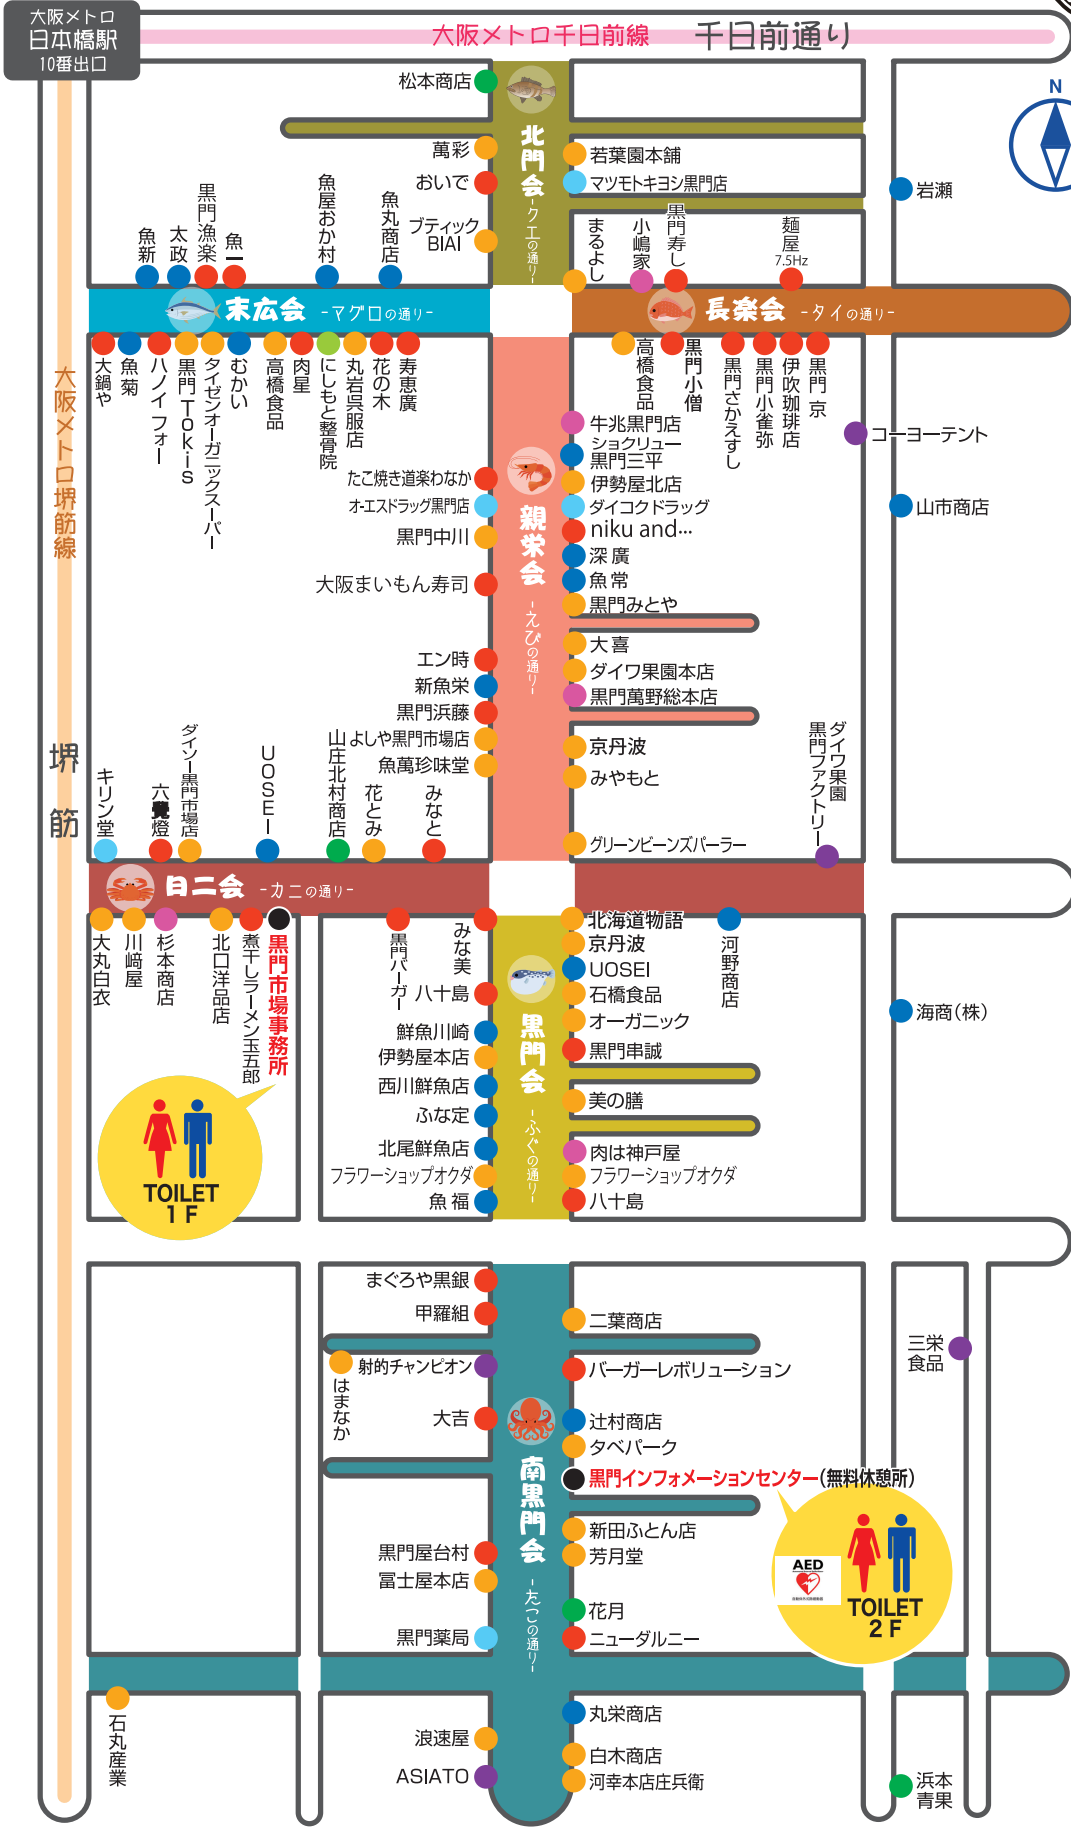 大阪メトロ
日本橋駅
10番出口
大阪メトロ千日前線
千日前通り
N
松本商店
北門会
-クエの通り-
萬彩
おいで
ブティック
BIAI
若葉園本舗
マツモトキヨシ黒門店
岩瀬
魚新
太政
黒門漁楽
魚一
魚屋おか村
魚丸商店
まるよし
小嶋家
黒門寿し
麺屋
7.5Hz
末広会
-マグロの通り-
長楽会
-タイの通り-
大鍋や
魚菊
ハノイフォー
黒門Tokis
タイゼンオーガニックスーパー
むかい
高橋食品
肉星
にしもと整骨院
丸岩呉服店
花の木
寿恵廣
高橋食品
黒門小僧
黒門さかえすし
黒門小雀弥
伊吹珈琲店
黒門 京
コーヨーテント
山市商店
大阪メトロ堺筋線
堺筋
親栄会
-えびの通り-
たこ焼き道楽わなか
オーエスドラッグ黒門店
黒門中川
大阪まいもん寿司
エン時
新魚栄
黒門浜藤
よしや黒門市場店
魚萬珍味堂
牛兆黒門店
ショクリュー
黒門三平
伊勢屋北店
ダイコクドラッグ
niku and…
深廣
魚常
黒門みとや
大喜
ダイワ果園本店
黒門萬野総本店
京丹波
みやもと
グリーンビーンズパーラー
ダイワ果園
黒門ファクトリー
キリン堂
六覺燈
ダイソー黒門市場店
UOSEI
山庄北村商店
花とみ
みなと
日二会
-カニの通り-
大丸白衣
川﨑屋
杉本商店
北口洋品店
煮干しラーメン玉五郎
黒門市場事務所
黒門バーガー
みな美
TOILET
1F
黒門会
-ふぐの通り-
八十島
鮮魚川崎
伊勢屋本店
西川鮮魚店
ふな定
北尾鮮魚店
フラワーショップオクダ
魚福
北海道物語
京丹波
UOSEI
石橋食品
オーガニック
黒門串誠
美の膳
肉は神戸屋
フラワーショップオクダ
八十島
河野商店
海商(株)
南黒門会
-たこの通り-
まぐろや黒銀
甲羅組
射的チャンピオン
はまなか
大吉
黒門屋台村
冨士屋本店
黒門薬局
二葉商店
バーガーレボリューション
辻村商店
タベパーク
黒門インフォメーションセンター(無料休憩所)
新田ふとん店
芳月堂
花月
ニューダルニー
三栄
食品
AED
TOILET
2F
石丸産業
浪速屋
ASIATO
丸栄商店
白木商店
河幸本店庄兵衛
浜本
青果